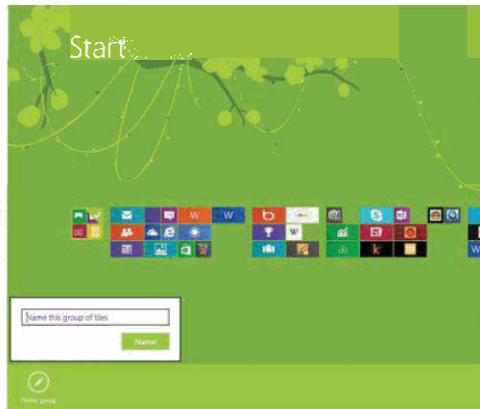 Start
W W
W
Name this group of tiles
Name
Name group